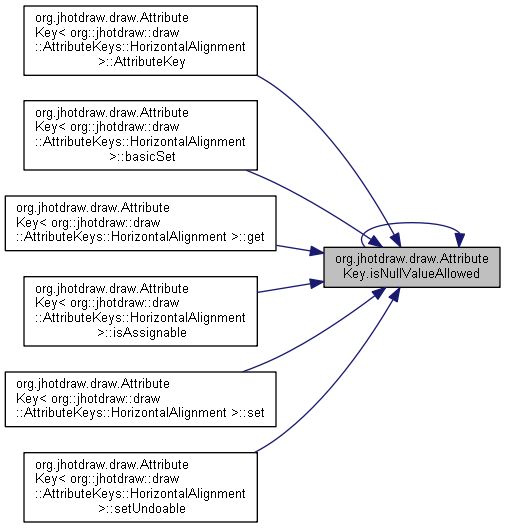 org.jhotdraw.draw.Attribute
Key< org::jhotdraw::draw
::AttributeKeys::HorizontalAlignment
>::AttributeKey
org.jhotdraw.draw.Attribute
Key< org::jhotdraw::draw
::AttributeKeys::HorizontalAlignment
>::basicSet
org.jhotdraw.draw.Attribute
Key< org::jhotdraw::draw
::AttributeKeys::HorizontalAlignment >::get
org.jhotdraw.draw.Attribute
Key.isNullValueAllowed
org.jhotdraw.draw.Attribute
Key< org::jhotdraw::draw
::AttributeKeys::HorizontalAlignment
>::isAssignable
org.jhotdraw.draw.Attribute
Key< org::jhotdraw::draw
::AttributeKeys::HorizontalAlignment >::set
org.jhotdraw.draw.Attribute
Key< org::jhotdraw::draw
::AttributeKeys::HorizontalAlignment
>::setUndoable